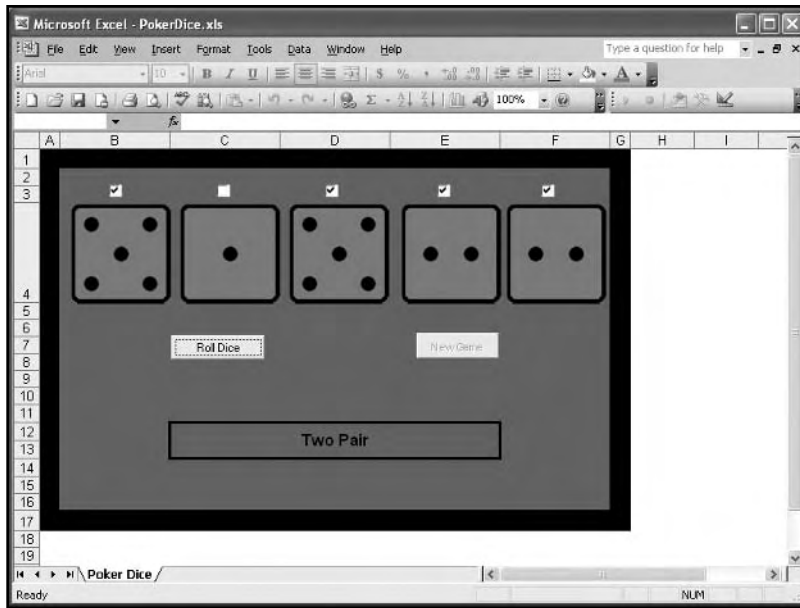 Microsoft Excel - PokerDice.xls
File Edit View Insert Format Tools Data Window Help Type a question for help
Arial 10 B I U $ % ,
Σ 100%
fx
A B C D E F G H I
1
2
3
4
5
6
7
8
9
10
11
12
13
14
15
16
17
18
19
Roll Dice New Game
Two Pair
Poker Dice
Ready NUM